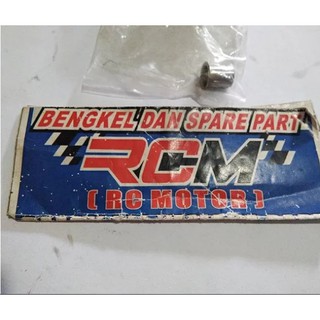 BENGKEL DAN SPARE PART
RCM
( RC MOTOR )